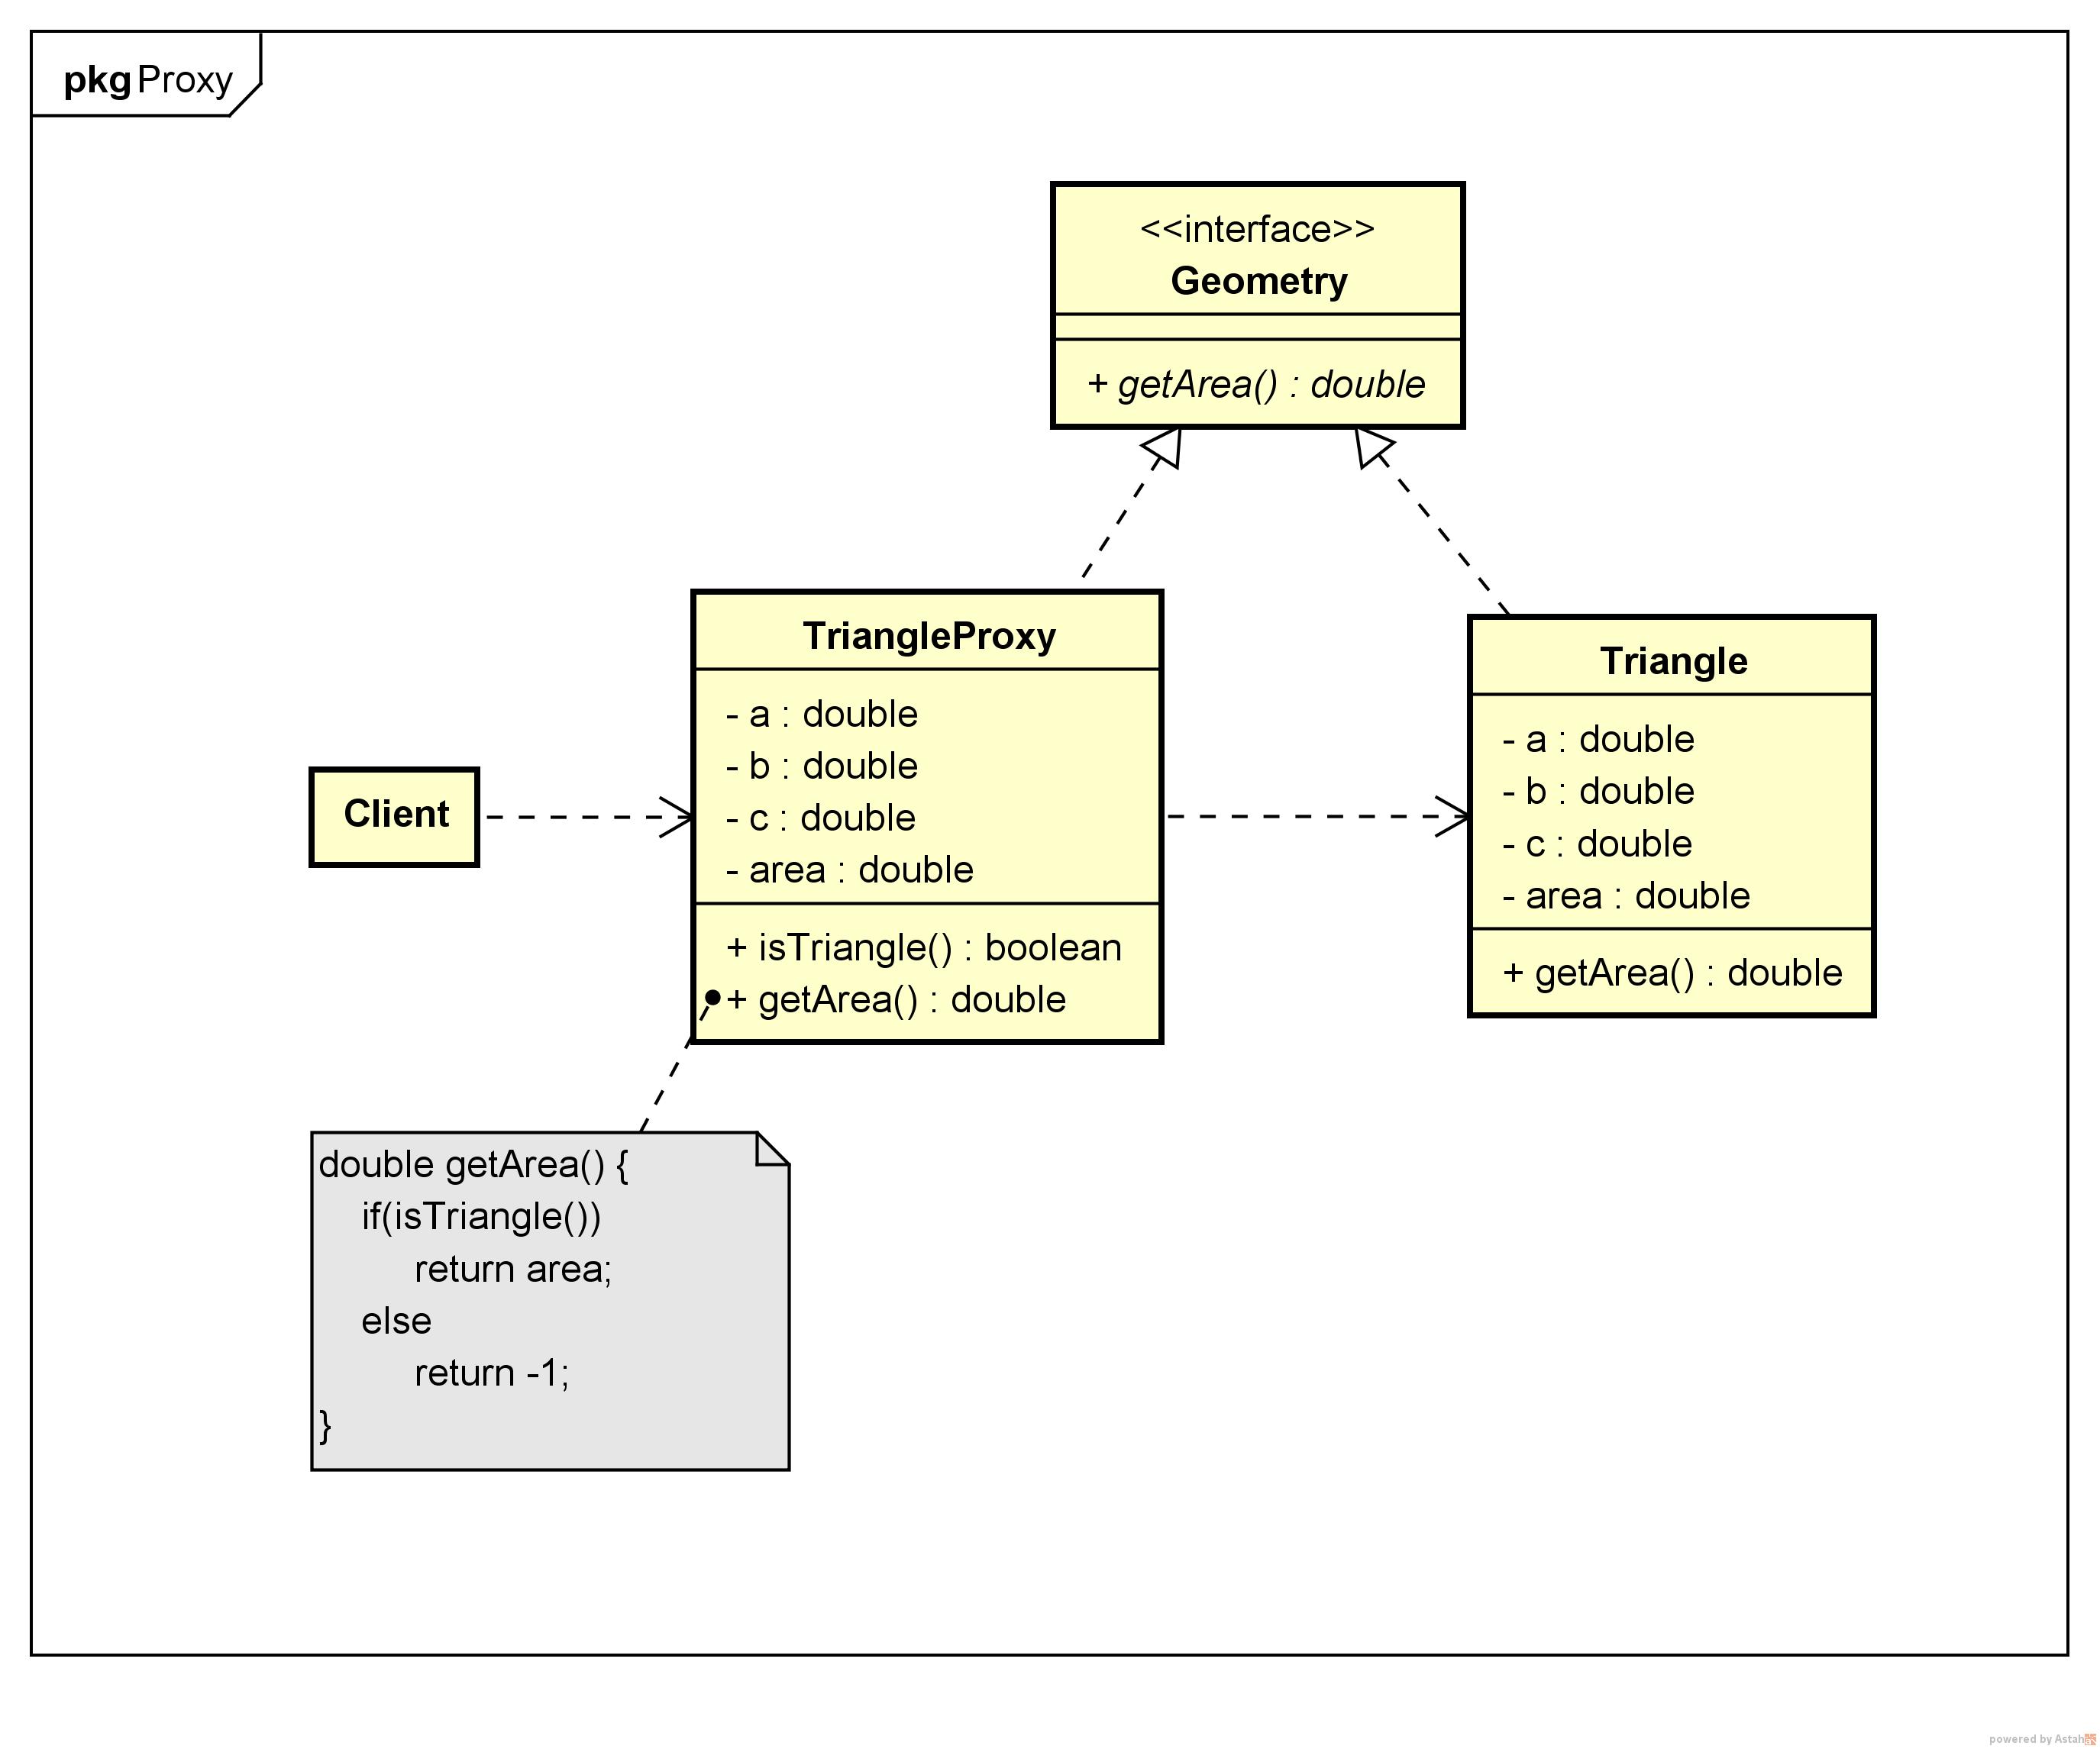 pkg Proxy
<<interface>>
Geometry
+ getArea() : double
TriangleProxy
- a : double
- b : double
- c : double
- area : double
+ isTriangle() : boolean
+ getArea() : double
Triangle
- a : double
- b : double
- c : double
- area : double
+ getArea() : double
Client
double getArea() {
if(isTriangle())
return area;
else
return -1;
}
powered by Astah